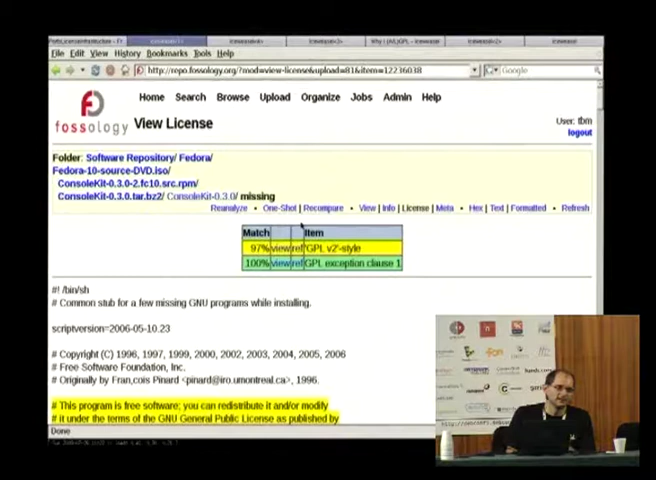 File Edit View History Bookmarks Tools Help
http://repo.fossology.org/?mod=view-license&upload=81&item=12236038
Google
Home Search Browse Upload Organize Jobs Admin Help
fossology
View License
User: tbm
logout
Folder: Software Repository/ Fedora/
Fedora-10-source-DVD.iso/
ConsoleKit-0.3.0-2.fc10.src.rpm/
ConsoleKit-0.3.0.tar.bz2/ ConsoleKit-0.3.0/ missing
Reanalyze • One-Shot | Recompare • View | Info | License | Meta • Hex | Text | Formatted • Refresh
Match Item
97% view ref 'GPL v2'-style
100% view ref GPL exception clause 1
#! /bin/sh
# Common stub for a few missing GNU programs while installing.
scriptversion=2006-05-10.23
# Copyright (C) 1996, 1997, 1999, 2000, 2002, 2003, 2004, 2005, 2006
# Free Software Foundation, Inc.
# Originally by Fran,cois Pinard <pinard@iro.umontreal.ca>, 1996.
# This program is free software; you can redistribute it and/or modify
# it under the terms of the GNU General Public License as published by
Done